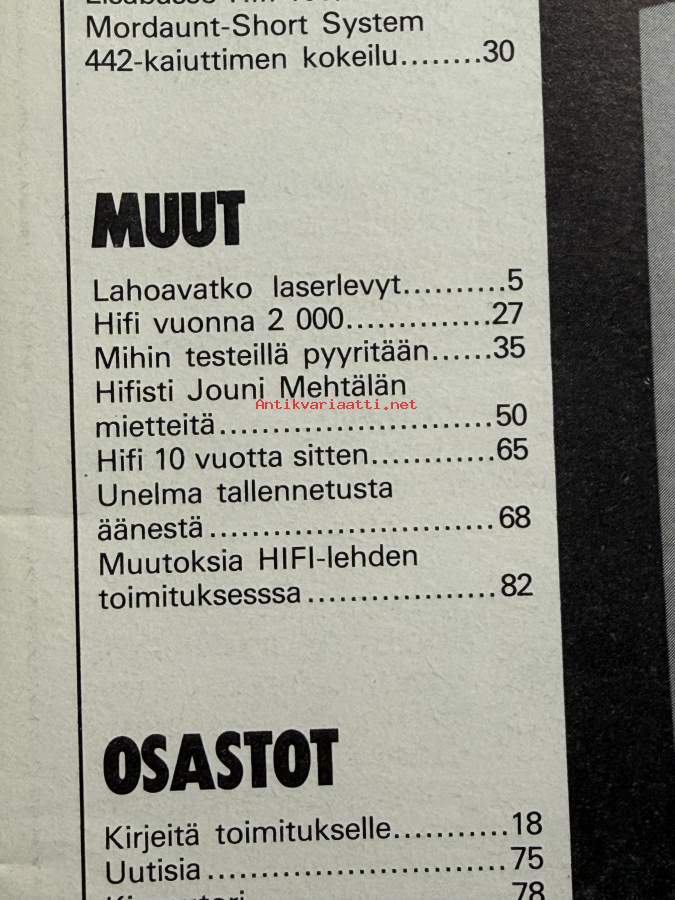 Mordaunt-Short System
442-kaiuttimen kokeilu........30
MUUT
Lahoavatko laserlevyt..........5
Hifi vuonna 2 000..............27
Mihin testeillä pyyritään......35
Hifisti Jouni Mehtälän
Antikvariaatti.net
mietteitä..........................50
Hifi 10 vuotta sitten............65
Unelma tallennetusta
äänestä...........................68
Muutoksia HIFI-lehden
toimituksesssa..................82
OSASTOT
Kirjeitä toimitukselle...........18
Uutisia............................75
78